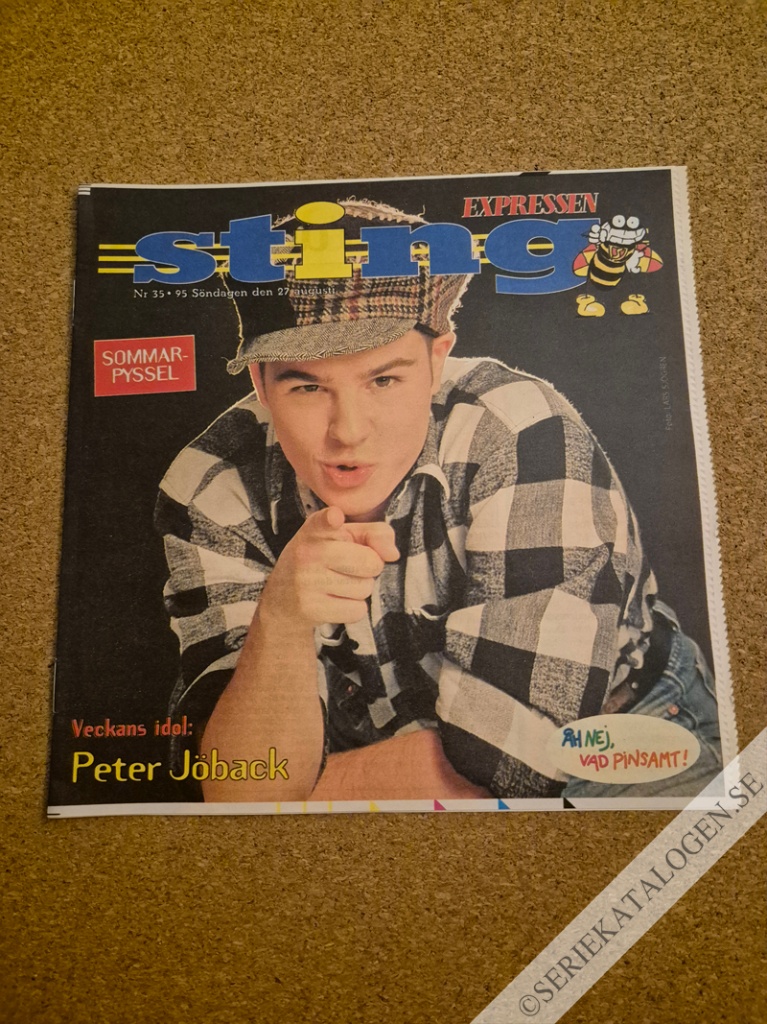 EXPRESSEN
sting
Nr 35 • 95 Söndagen den 27 augusti
SOMMAR-
PYSSEL
Veckans idol:
Peter Jöback
ÅH NEJ,
VAD PINSAMT!
©SERIEKATALOGEN.SE